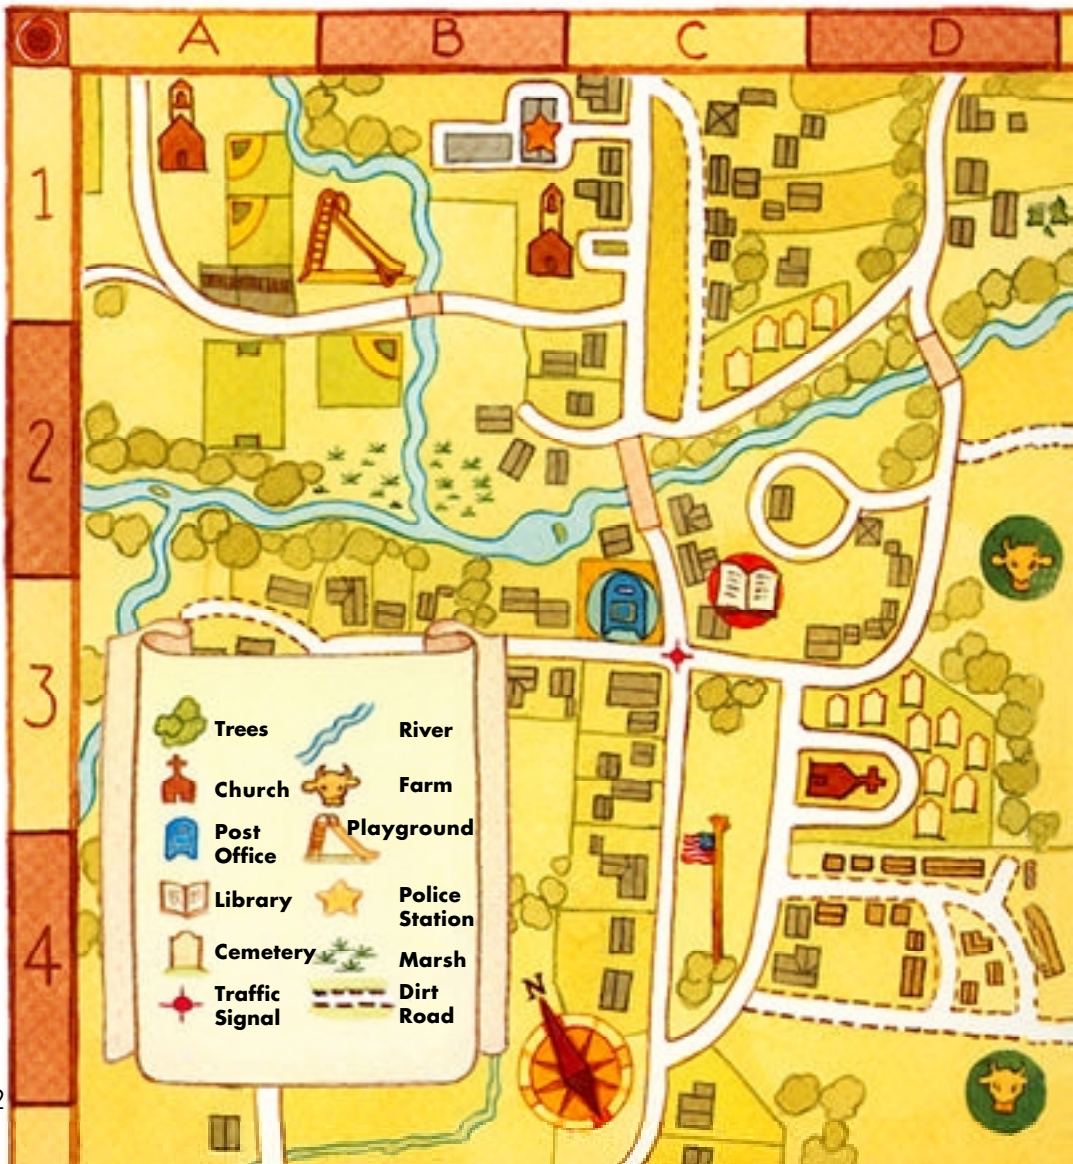 A B C D
1
2
3
4
Trees
River
Church
Farm
Post
Office
Playground
Library
Police
Station
Cemetery
Marsh
Traffic
Signal
Dirt
Road
N
2